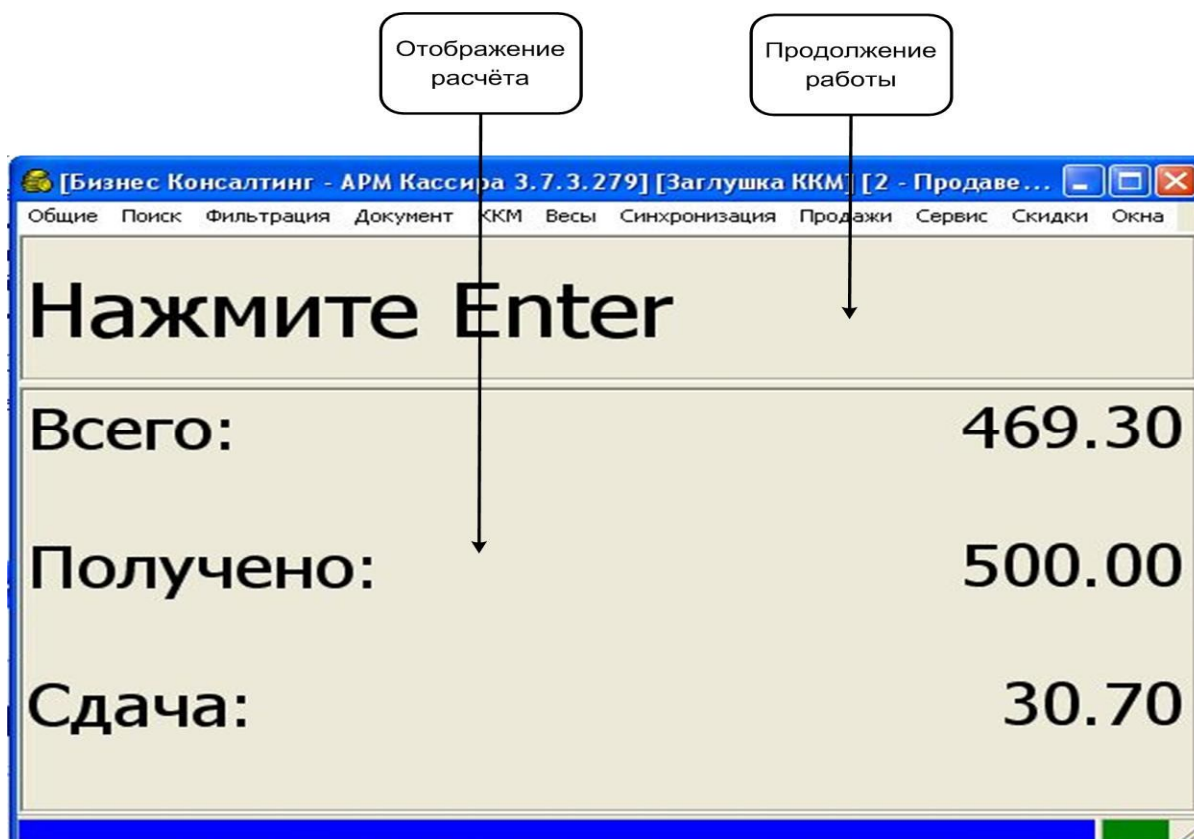 Отображение
расчёта
Продолжение
работы
[Бизнес Консалтинг - АРМ Кассира 3.7.3.279] [Заглушка ККМ] [2 - Продаве...
Общие Поиск Фильтрация Документ ККМ Весы Синхронизация Продажи Сервис Скидки Окна
Нажмите Enter
Всего: 469.30
Получено: 500.00
Сдача: 30.70